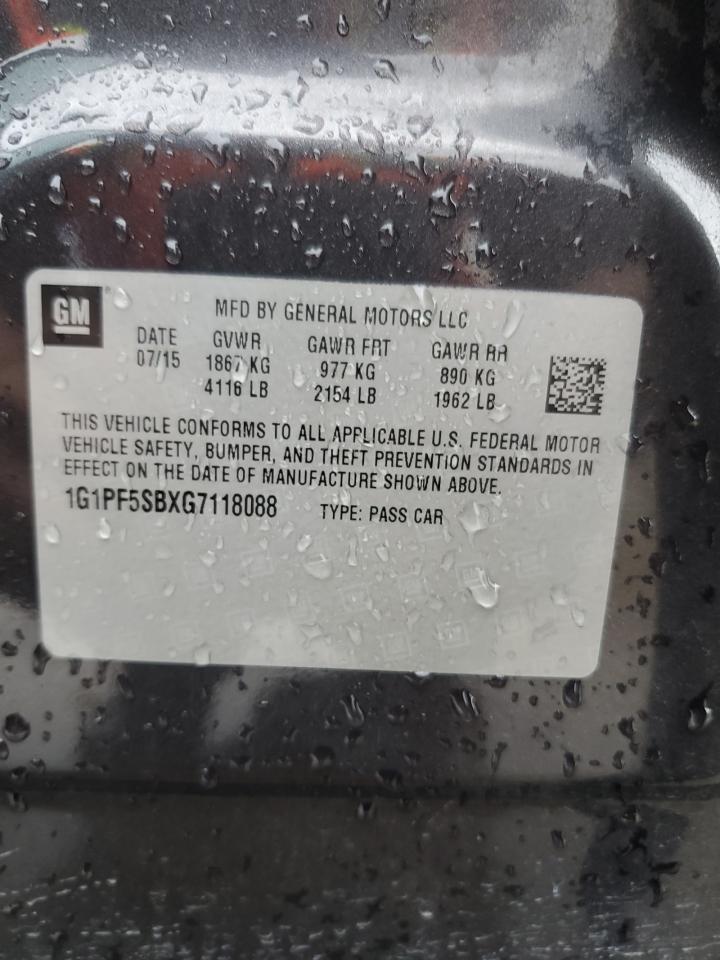 GM
MFD BY GENERAL MOTORS LLC
DATE GVWR GAWR FRT GAWR RR
07/15 1867 KG 977 KG 890 KG
4116 LB 2154 LB 1962 LB
THIS VEHICLE CONFORMS TO ALL APPLICABLE U.S. FEDERAL MOTOR
VEHICLE SAFETY, BUMPER, AND THEFT PREVENTION STANDARDS IN
EFFECT ON THE DATE OF MANUFACTURE SHOWN ABOVE.
1G1PF5SBXG7118088 TYPE: PASS CAR